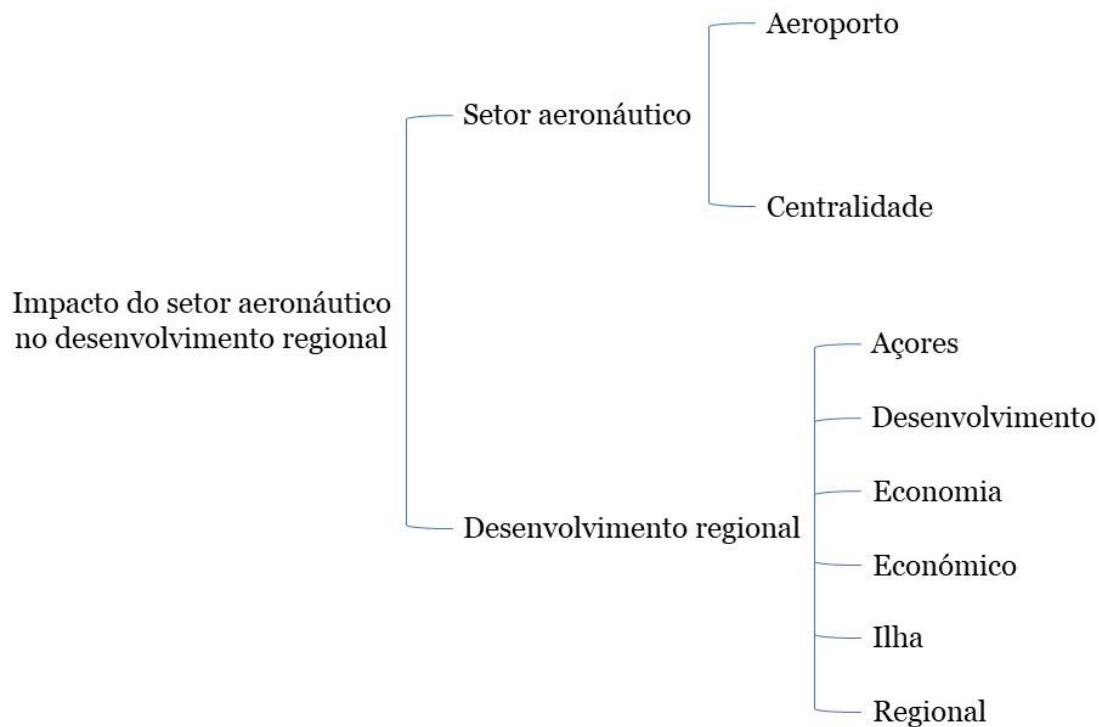 Aeroporto
Setor aeronáutico
Centralidade
Impacto do setor aeronáutico
no desenvolvimento regional
Açores
Desenvolvimento
Economia
Desenvolvimento regional
Económico
Ilha
Regional